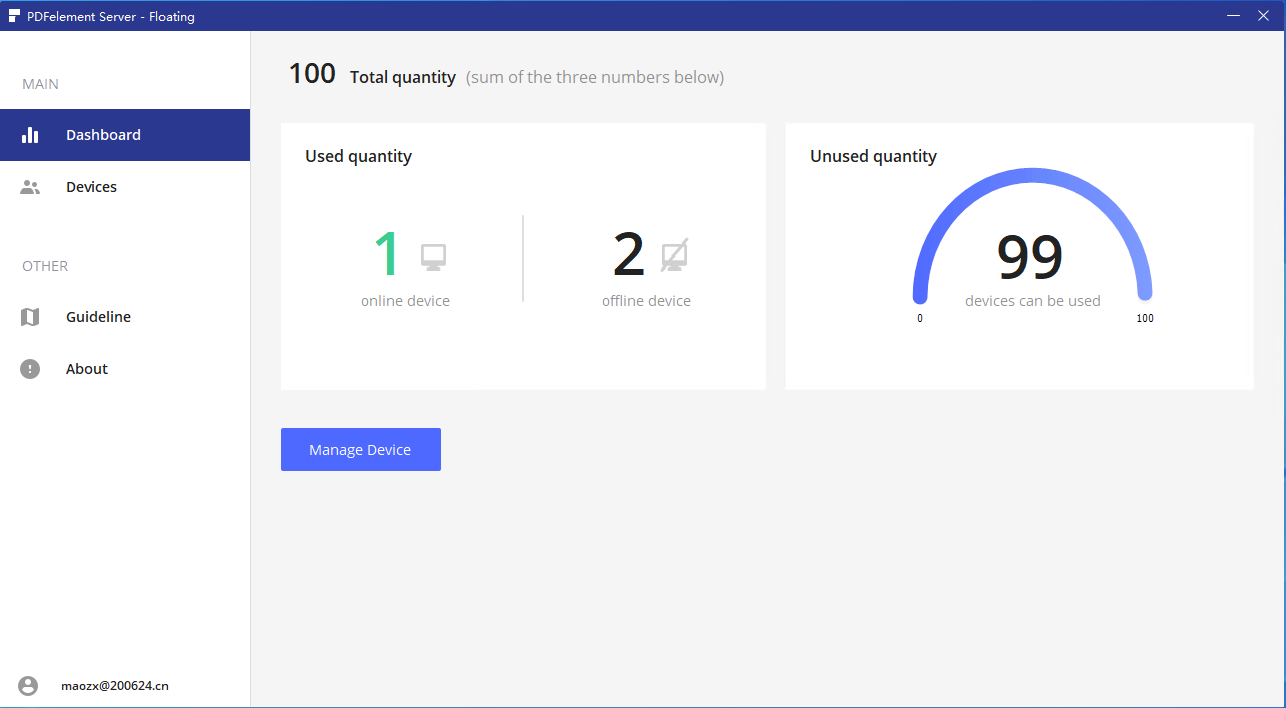 PDFelement Server - Floating
MAIN
Dashboard
Devices
OTHER
Guideline
About
maozx@200624.cn
100 Total quantity (sum of the three numbers below)
Used quantity
1
online device
2
offline device
Unused quantity
99
devices can be used
0
100
Manage Device